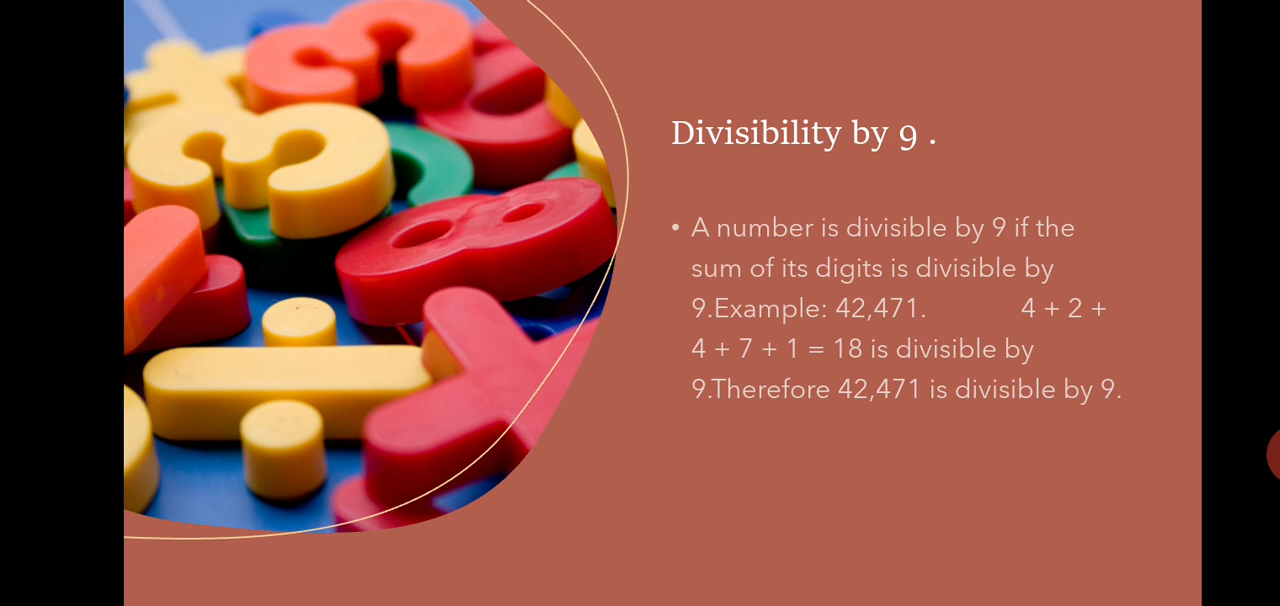 Divisibility by 9 .
• A number is divisible by 9 if the
sum of its digits is divisible by
9.Example: 42,471. 4 + 2 +
4 + 7 + 1 = 18 is divisible by
9.Therefore 42,471 is divisible by 9.